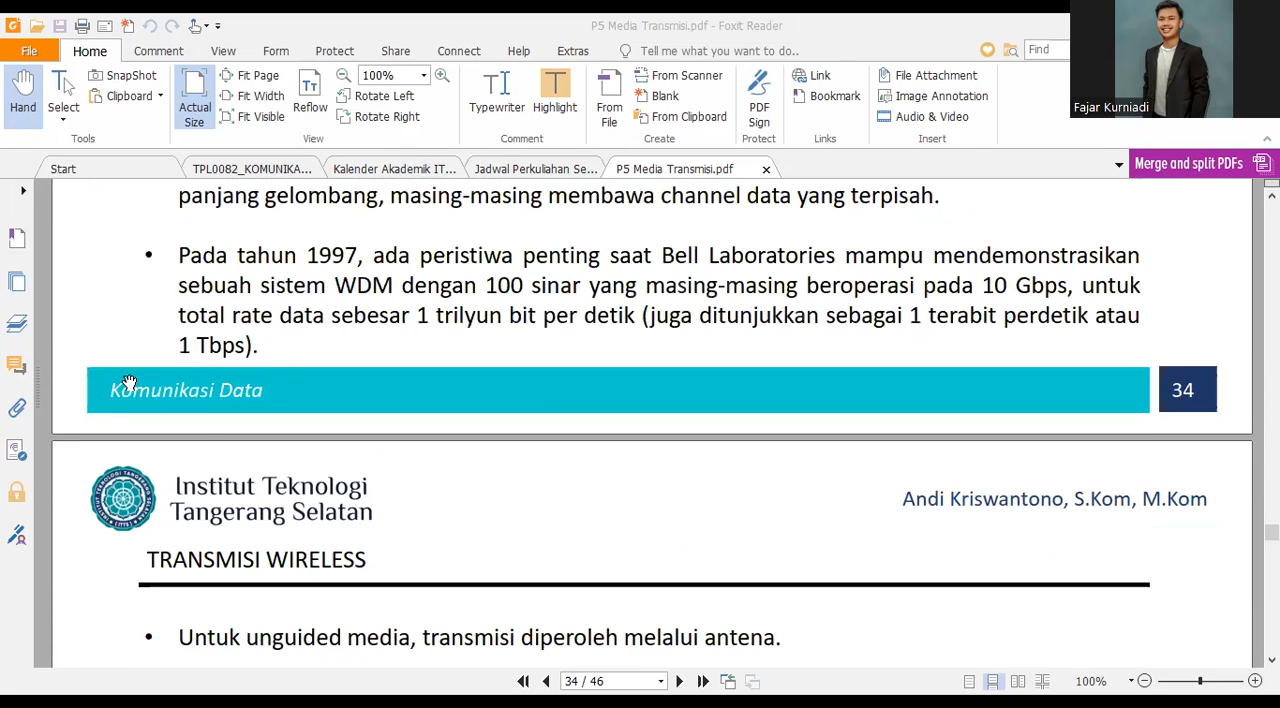 P5 Media Transmisi.pdf - Foxit Reader
File Home Comment View Form Protect Share Connect Help Extras Tell me what you want to do.. Find
Hand
Select
SnapShot
Clipboard
Tools
Actual
Size
Fit Page
Fit Width
Fit Visible
Reflow
100%
Rotate Left
Rotate Right
View
Typewriter
Highlight
Comment
From
File
From Scanner
Blank
From Clipboard
Create
PDF
Sign
Protect
Link
Bookmark
Links
File Attachment
Image Annotation
Audio & Video
Insert
Fajar Kurniadi
Start TPL0082_KOMUNIKA... Kalender Akademik IT... Jadwal Perkuliahan Se... P5 Media Transmisi.pdf
Merge and split PDFs
panjang gelombang, masing-masing membawa channel data yang terpisah.
• Pada tahun 1997, ada peristiwa penting saat Bell Laboratories mampu mendemonstrasikan
sebuah sistem WDM dengan 100 sinar yang masing-masing beroperasi pada 10 Gbps, untuk
total rate data sebesar 1 trilyun bit per detik (juga ditunjukkan sebagai 1 terabit perdetik atau
1 Tbps).
Komunikasi Data 34
Institut Teknologi
Tangerang Selatan
Andi Kriswantono, S.Kom, M.Kom
TRANSMISI WIRELESS
• Untuk unguided media, transmisi diperoleh melalui antena.
34 / 46
100%